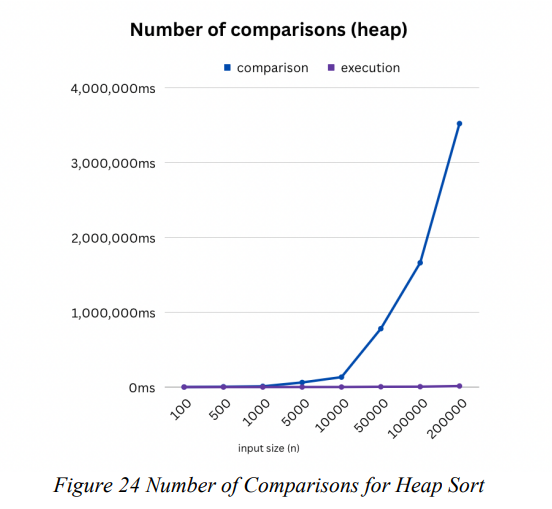 Number of comparisons (heap)
comparison execution
4,000,000ms
3,000,000ms
2,000,000ms
1,000,000ms
0ms
100 500 1000 5000 10000 50000 100000 200000
input size (n)
Figure 24 Number of Comparisons for Heap Sort